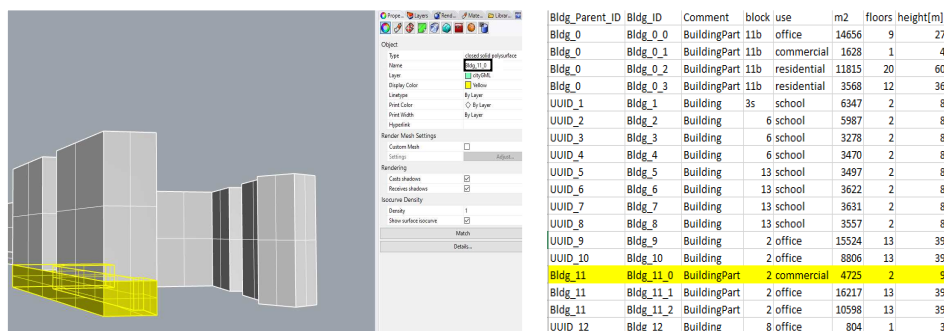 Prope... Layers Rend... Mate... Librar...
Object
Type closed solid polysurface
Name Bldg_11_0
Layer cityGML
Display Color Yellow
Linetype By Layer
Print Color By Layer
Print Width By Layer
Hyperlink
Render Mesh Settings
Custom Mesh
Settings Adjust...
Rendering
Casts shadows
Receives shadows
Isocurve Density
Density 1
Show surface isocurve
Match
Details...
Bldg_Parent_ID Bldg_ID Comment block use m2 floors height[m]
Bldg_0 Bldg_0_0 BuildingPart 11b office 14656 9 27
Bldg_0 Bldg_0_1 BuildingPart 11b commercial 1628 1 4
Bldg_0 Bldg_0_2 BuildingPart 11b residential 11815 20 60
Bldg_0 Bldg_0_3 BuildingPart 11b residential 3568 12 36
UUID_1 Bldg_1 Building 3s school 6347 2 8
UUID_2 Bldg_2 Building 6 school 5987 2 8
UUID_3 Bldg_3 Building 6 school 3278 2 8
UUID_4 Bldg_4 Building 6 school 3470 2 8
UUID_5 Bldg_5 Building 13 school 3497 2 8
UUID_6 Bldg_6 Building 13 school 3622 2 8
UUID_7 Bldg_7 Building 13 school 3631 2 8
UUID_8 Bldg_8 Building 13 school 3557 2 8
UUID_9 Bldg_9 Building 2 office 15524 13 39
UUID_10 Bldg_10 Building 2 office 8806 13 39
Bldg_11 Bldg_11_0 BuildingPart 2 commercial 4725 2 9
Bldg_11 Bldg_11_1 BuildingPart 2 office 16217 13 39
Bldg_11 Bldg_11_2 BuildingPart 2 office 10598 13 39
UUID_12 Bldg_12 Building 8 office 804 1 3